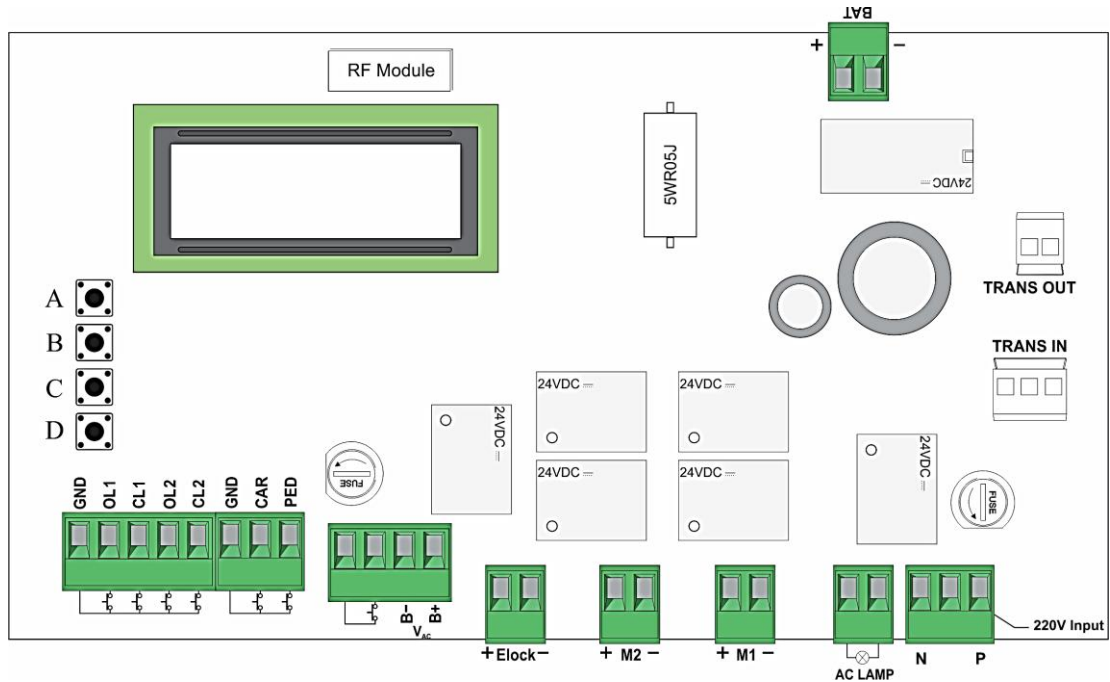 BAT
+ −
RF Module
5WR05J
24VDC
TRANS OUT
TRANS IN
A
B
C
D
24VDC
24VDC
24VDC
24VDC
24VDC
24VDC
FUSE
FUSE
GND
OL1
CL1
OL2
CL2
GND
CAR
PED
B-
B+
VAC
+ Elock −
+ M2 −
+ M1 −
AC LAMP
N
P
220V Input